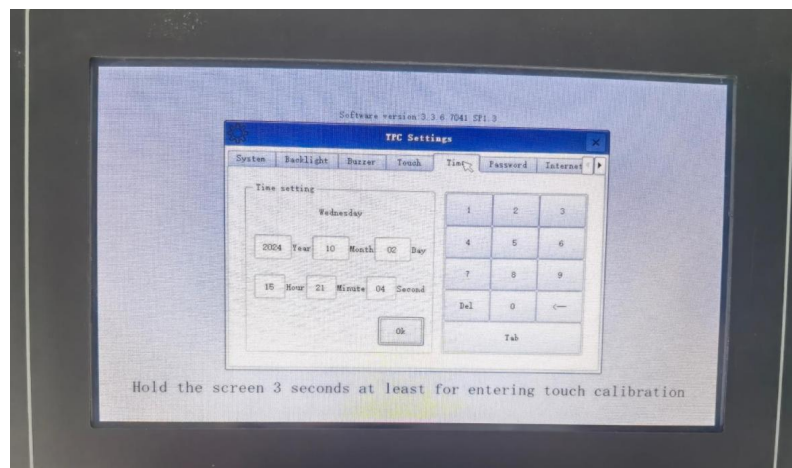 Software version:3.3.6.7041 SP1.3
TPC Settings
System Backlight Buzzer Touch Time Password Internet
Time setting
Wednesday
2024 Year 10 Month 02 Day
15 Hour 21 Minute 04 Second
Ok
1 2 3
4 5 6
7 8 9
Del 0 <—
Tab
Hold the screen 3 seconds at least for entering touch calibration